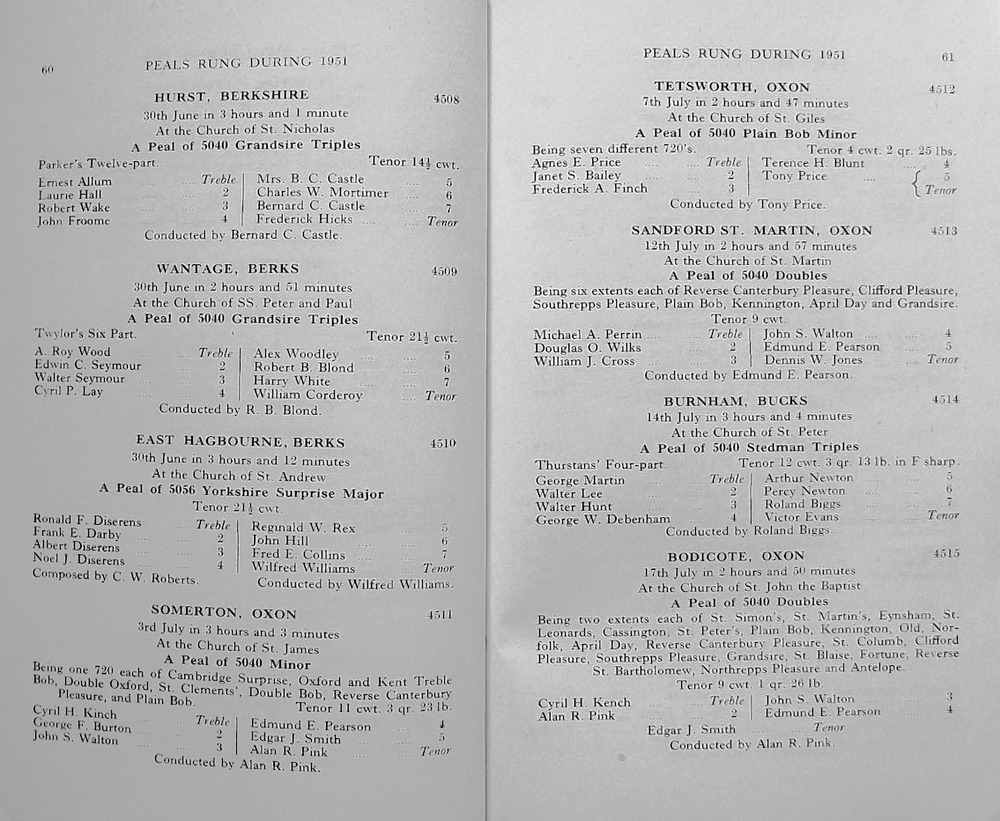 60 PEALS RUNG DURING 1951
HURST, BERKSHIRE 4508
30th June in 3 hours and 1 minute
At the Church of St. Nicholas
A Peal of 5040 Grandsire Triples
Parker's Twelve-part. Tenor 14½ cwt.
Ernest Allum Treble Mrs. B. C. Castle 5
Laurie Hall 2 Charles W. Mortimer 6
Robert Wake 3 Bernard C. Castle 7
John Froome 4 Frederick Hicks Tenor
Conducted by Bernard C. Castle.
WANTAGE, BERKS 4509
30th June in 2 hours and 51 minutes
At the Church of SS. Peter and Paul
A Peal of 5040 Grandsire Triples
Twylor's Six Part. Tenor 21½ cwt.
A. Roy Wood Treble Alex Woodley 5
Edwin C. Seymour 2 Robert B. Blond 6
Walter Seymour 3 Harry White 7
Cyril P. Lay 4 William Corderoy Tenor
Conducted by R. B. Blond.
EAST HAGBOURNE, BERKS 4510
30th June in 3 hours and 12 minutes
At the Church of St. Andrew
A Peal of 5056 Yorkshire Surprise Major
Tenor 21½ cwt.
Ronald F. Diserens Treble Reginald W. Rex 5
Frank E. Darby 2 John Hill 6
Albert Diserens 3 Fred E. Collins 7
Noel J. Diserens 4 Wilfred Williams Tenor
Composed by C. W. Roberts. Conducted by Wilfred Williams.
SOMERTON, OXON 4511
3rd July in 3 hours and 3 minutes
At the Church of St. James
A Peal of 5040 Minor
Being one 720 each of Cambridge Surprise, Oxford and Kent Treble
Bob, Double Oxford, St. Clements', Double Bob, Reverse Canterbury
Pleasure, and Plain Bob. Tenor 11 cwt. 3 qr. 23 lb.
Cyril H. Kinch Treble Edmund E. Pearson 4
George F. Burton 2 Edgar J. Smith 5
John S. Walton 3 Alan R. Pink Tenor
Conducted by Alan R. Pink.
PEALS RUNG DURING 1951 61
TETSWORTH, OXON 4512
7th July in 2 hours and 47 minutes
At the Church of St. Giles
A Peal of 5040 Plain Bob Minor
Being seven different 720's. Tenor 4 cwt. 2 qr. 25 lbs.
Agnes E. Price Treble Terence H. Blunt 4
Janet S. Bailey 2 Tony Price 5
Frederick A. Finch 3 Tenor
Conducted by Tony Price.
SANDFORD ST. MARTIN, OXON 4513
12th July in 2 hours and 57 minutes
At the Church of St. Martin
A Peal of 5040 Doubles
Being six extents each of Reverse Canterbury Pleasure, Clifford Pleasure,
Southrepps Pleasure, Plain Bob, Kennington, April Day and Grandsire.
Tenor 9 cwt.
Michael A. Perrin Treble John S. Walton 4
Douglas O. Wilks 2 Edmund E. Pearson 5
William J. Cross 3 Dennis W. Jones Tenor
Conducted by Edmund E. Pearson.
BURNHAM, BUCKS 4514
14th July in 3 hours and 4 minutes
At the Church of St. Peter
A Peal of 5040 Stedman Triples
Thurstans' Four-part. Tenor 12 cwt. 3 qr. 13 lb. in F sharp.
George Martin Treble Arthur Newton 5
Walter Lee 2 Percy Newton 6
Walter Hunt 3 Roland Biggs 7
George W. Debenham 4 Victor Evans Tenor
Conducted by Roland Biggs.
BODICOTE, OXON 4515
17th July in 2 hours and 50 minutes
At the Church of St. John the Baptist
A Peal of 5040 Doubles
Being two extents each of St. Simon's, St. Martin's, Eynsham, St.
Leonards, Cassington, St. Peter's, Plain Bob, Kennington, Old, Nor-
folk, April Day, Reverse Canterbury Pleasure, St. Columb, Clifford
Pleasure, Southrepps Pleasure, Grandsire, St. Blaise, Fortune, Reverse
St. Bartholomew, Northrepps Pleasure and Antelope.
Tenor 9 cwt. 1 qr. 26 lb.
Cyril H. Kench Treble John S. Walton 3
Alan R. Pink 2 Edmund E. Pearson 4
Edgar J. Smith Tenor
Conducted by Alan R. Pink.